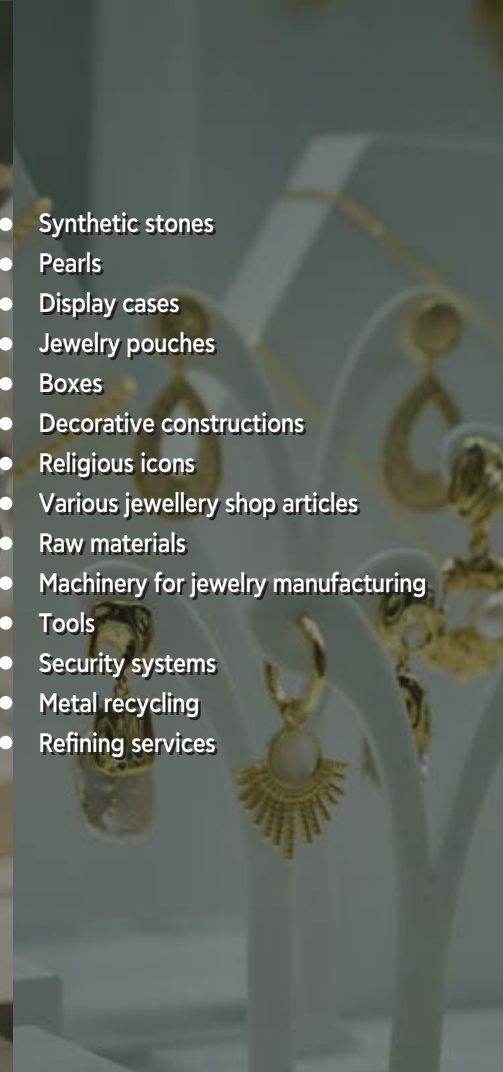 Synthetic stones
Pearls
Display cases
Jewelry pouches
Boxes
Decorative constructions
Religious icons
Various jewellery shop articles
Raw materials
Machinery for jewelry manufacturing
Tools
Security systems
Metal recycling
Refining services